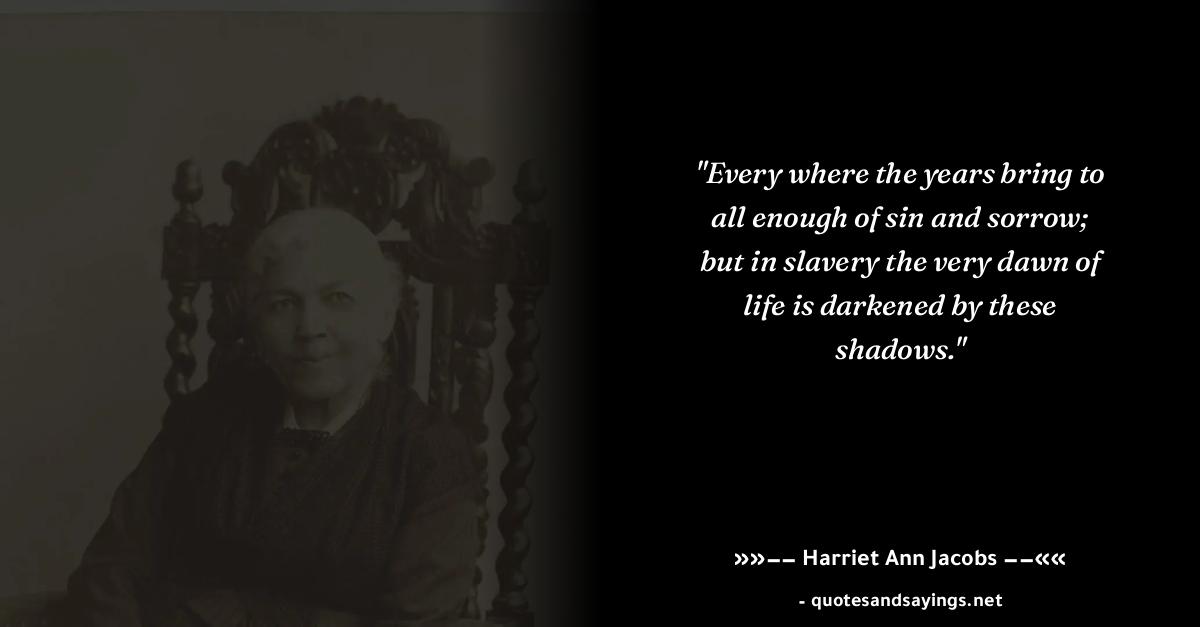 "Every where the years bring to
all enough of sin and sorrow;
but in slavery the very dawn of
life is darkened by these
shadows."
»»−− Harriet Ann Jacobs −−««
- quotesandsayings.net